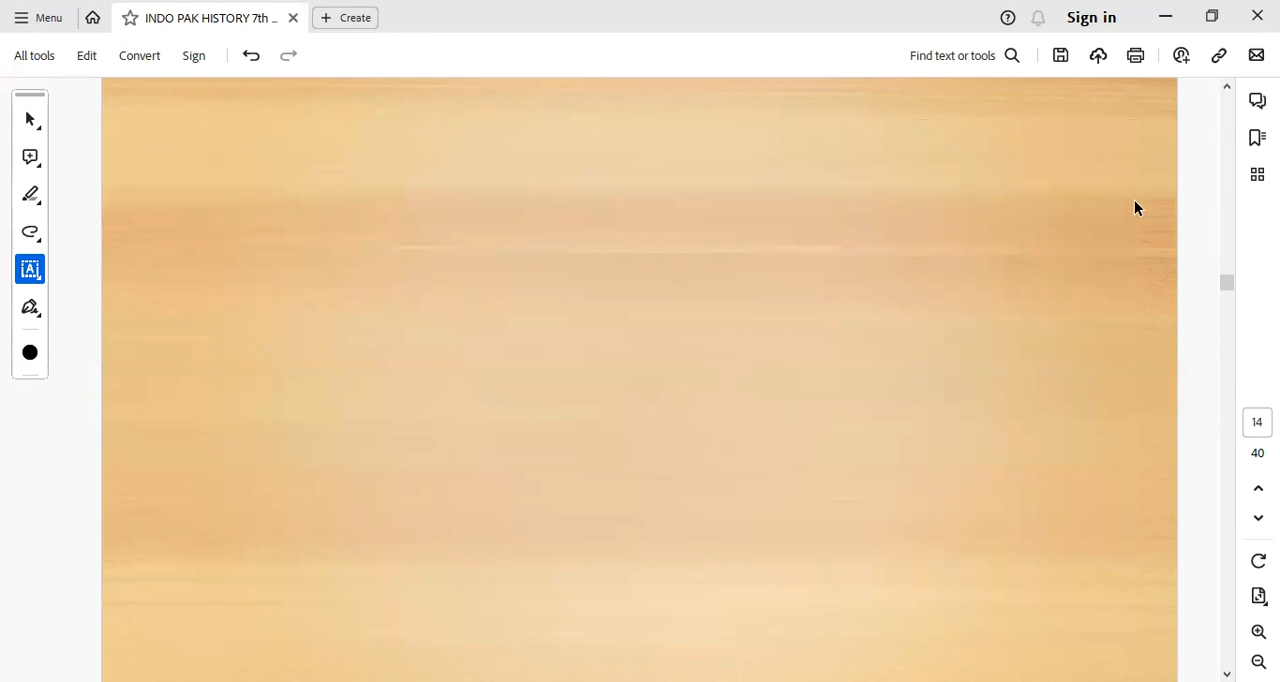 Menu
INDO PAK HISTORY 7th ...
Create
Sign in
All tools
Edit
Convert
Sign
Find text or tools
14
40